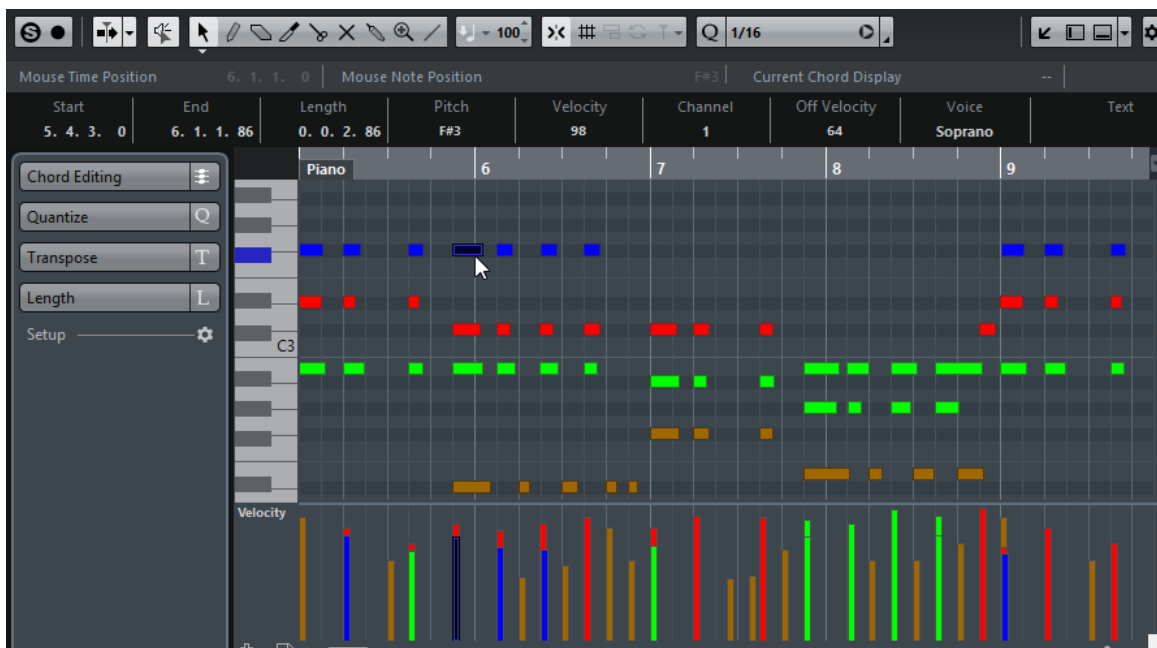 S 100 Q 1/16
Mouse Time Position 6. 1. 1. 0 Mouse Note Position F#3 Current Chord Display --
Start End Length Pitch Velocity Channel Off Velocity Voice Text
5. 4. 3. 0 6. 1. 1. 86 0. 0. 2. 86 F#3 98 1 64 Soprano
Piano 6 7 8 9
Chord Editing
Quantize Q
Transpose T
Length L
Setup
C3
Velocity